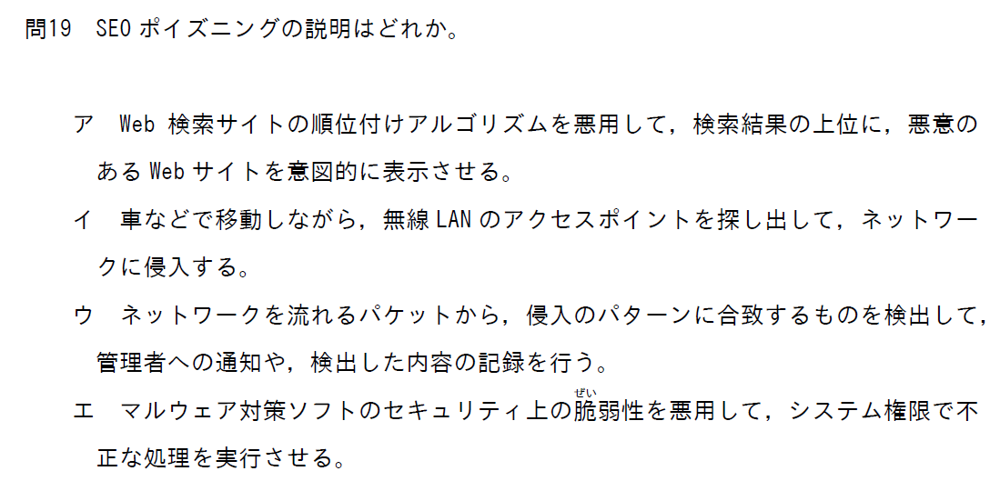 問19　SEO ポイズニングの説明はどれか。
ア　Web 検索サイトの順位付けアルゴリズムを悪用して，検索結果の上位に，悪意の
ある Web サイトを意図的に表示させる。
イ　車などで移動しながら，無線 LAN のアクセスポイントを探し出して，ネットワー
クに侵入する。
ウ　ネットワークを流れるパケットから，侵入のパターンに合致するものを検出して，
管理者への通知や，検出した内容の記録を行う。
ぜい
エ　マルウェア対策ソフトのセキュリティ上の脆弱性を悪用して，システム権限で不
正な処理を実行させる。